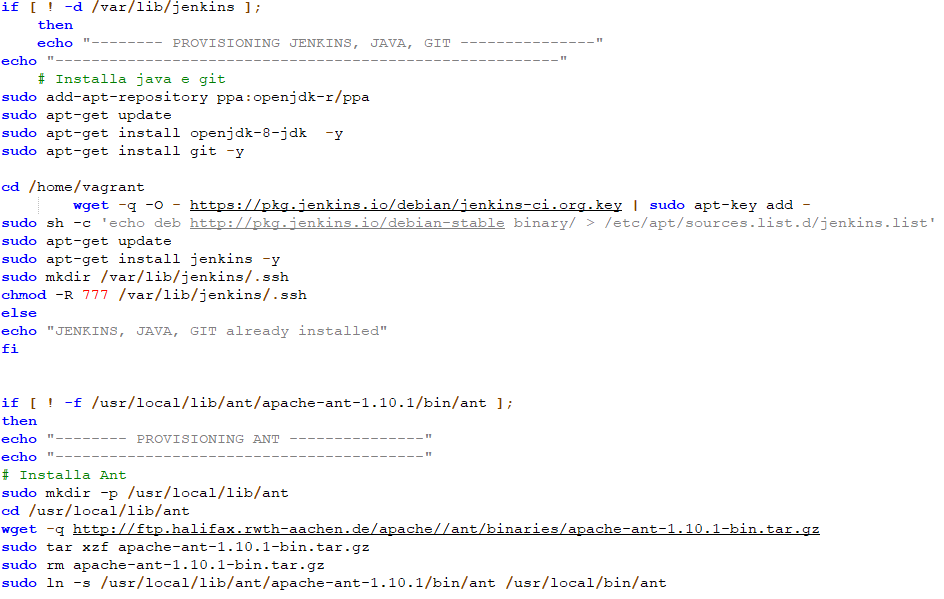 if [ ! -d /var/lib/jenkins ];
then
echo "-------- PROVISIONING JENKINS, JAVA, GIT ---------------"
echo "--------------------------------------------------------"
# Installa java e git
sudo add-apt-repository ppa:openjdk-r/ppa
sudo apt-get update
sudo apt-get install openjdk-8-jdk  -y
sudo apt-get install git -y
cd /home/vagrant
wget -q -O - https://pkg.jenkins.io/debian/jenkins-ci.org.key | sudo apt-key add -
sudo sh -c 'echo deb http://pkg.jenkins.io/debian-stable binary/ > /etc/apt/sources.list.d/jenkins.list'
sudo apt-get update
sudo apt-get install jenkins -y
sudo mkdir /var/lib/jenkins/.ssh
chmod -R 777 /var/lib/jenkins/.ssh
else
echo "JENKINS, JAVA, GIT already installed"
fi
if [ ! -f /usr/local/lib/ant/apache-ant-1.10.1/bin/ant ];
then
echo "-------- PROVISIONING ANT ---------------"
echo "-----------------------------------------"
# Installa Ant
sudo mkdir -p /usr/local/lib/ant
cd /usr/local/lib/ant
wget -q http://ftp.halifax.rwth-aachen.de/apache//ant/binaries/apache-ant-1.10.1-bin.tar.gz
sudo tar xzf apache-ant-1.10.1-bin.tar.gz
sudo rm apache-ant-1.10.1-bin.tar.gz
sudo ln -s /usr/local/lib/ant/apache-ant-1.10.1/bin/ant /usr/local/bin/ant